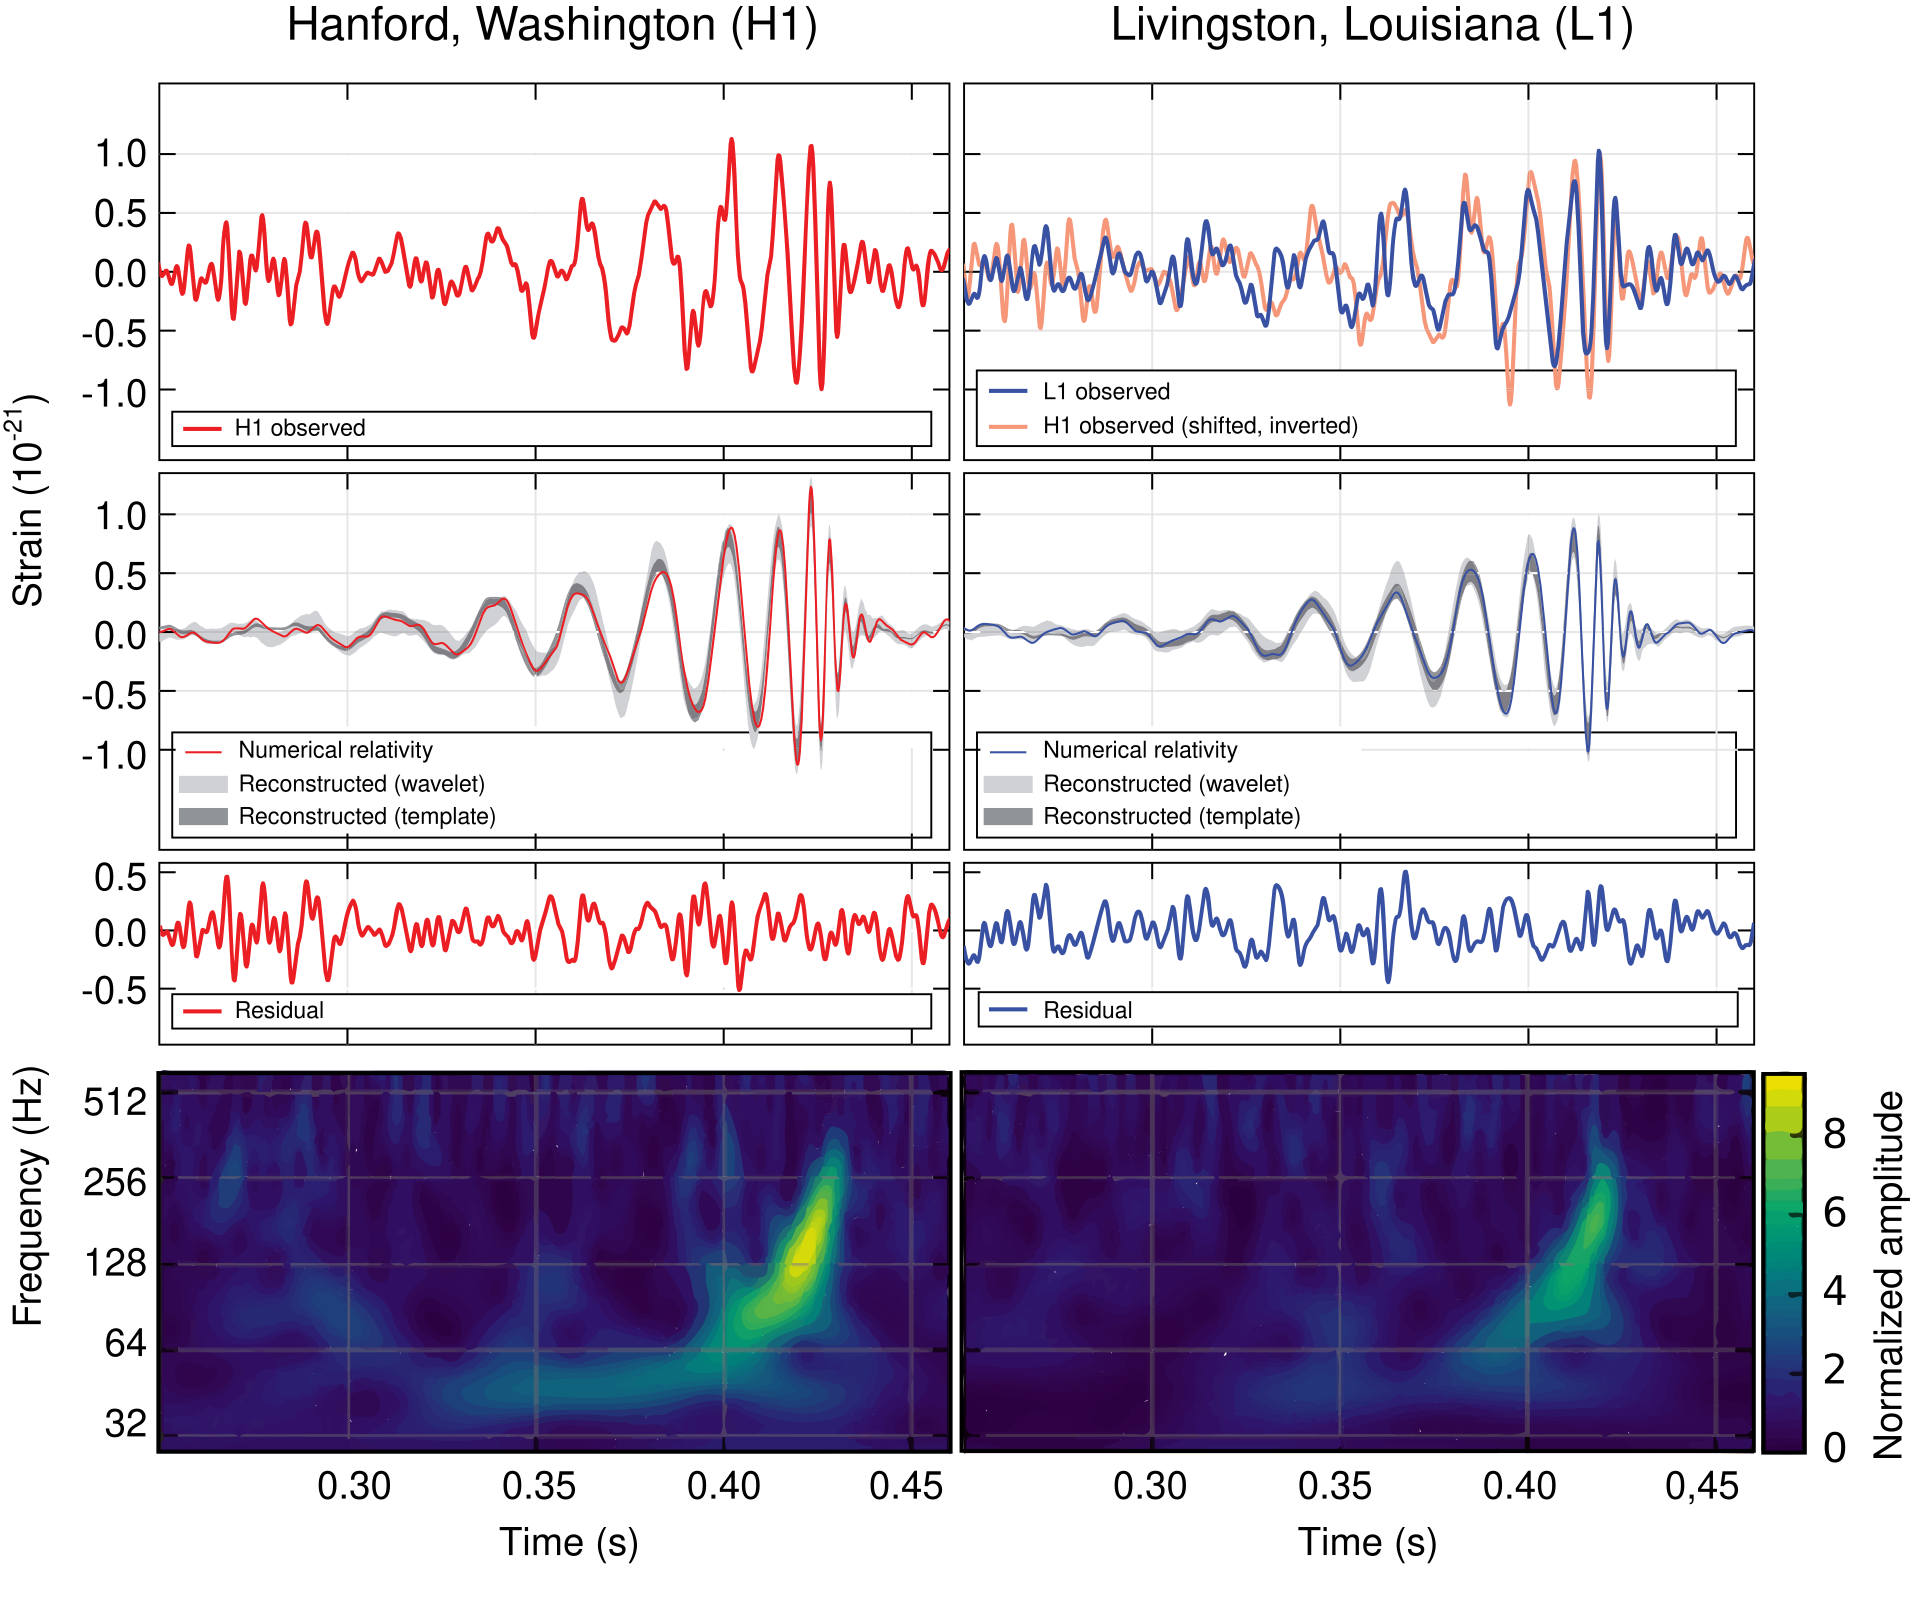 Hanford, Washington (H1)
Livingston, Louisiana (L1)
Strain (10-21)
1.0
0.5
0.0
-0.5
-1.0
H1 observed
L1 observed
H1 observed (shifted, inverted)
1.0
0.5
0.0
-0.5
-1.0
Numerical relativity
Reconstructed (wavelet)
Reconstructed (template)
Numerical relativity
Reconstructed (wavelet)
Reconstructed (template)
0.5
0.0
-0.5
Residual
Residual
Frequency (Hz)
512
256
128
64
32
0.30
0.35
0.40
0.45
Time (s)
0.30
0.35
0.40
0,45
Time (s)
8
6
4
2
0
Normalized amplitude